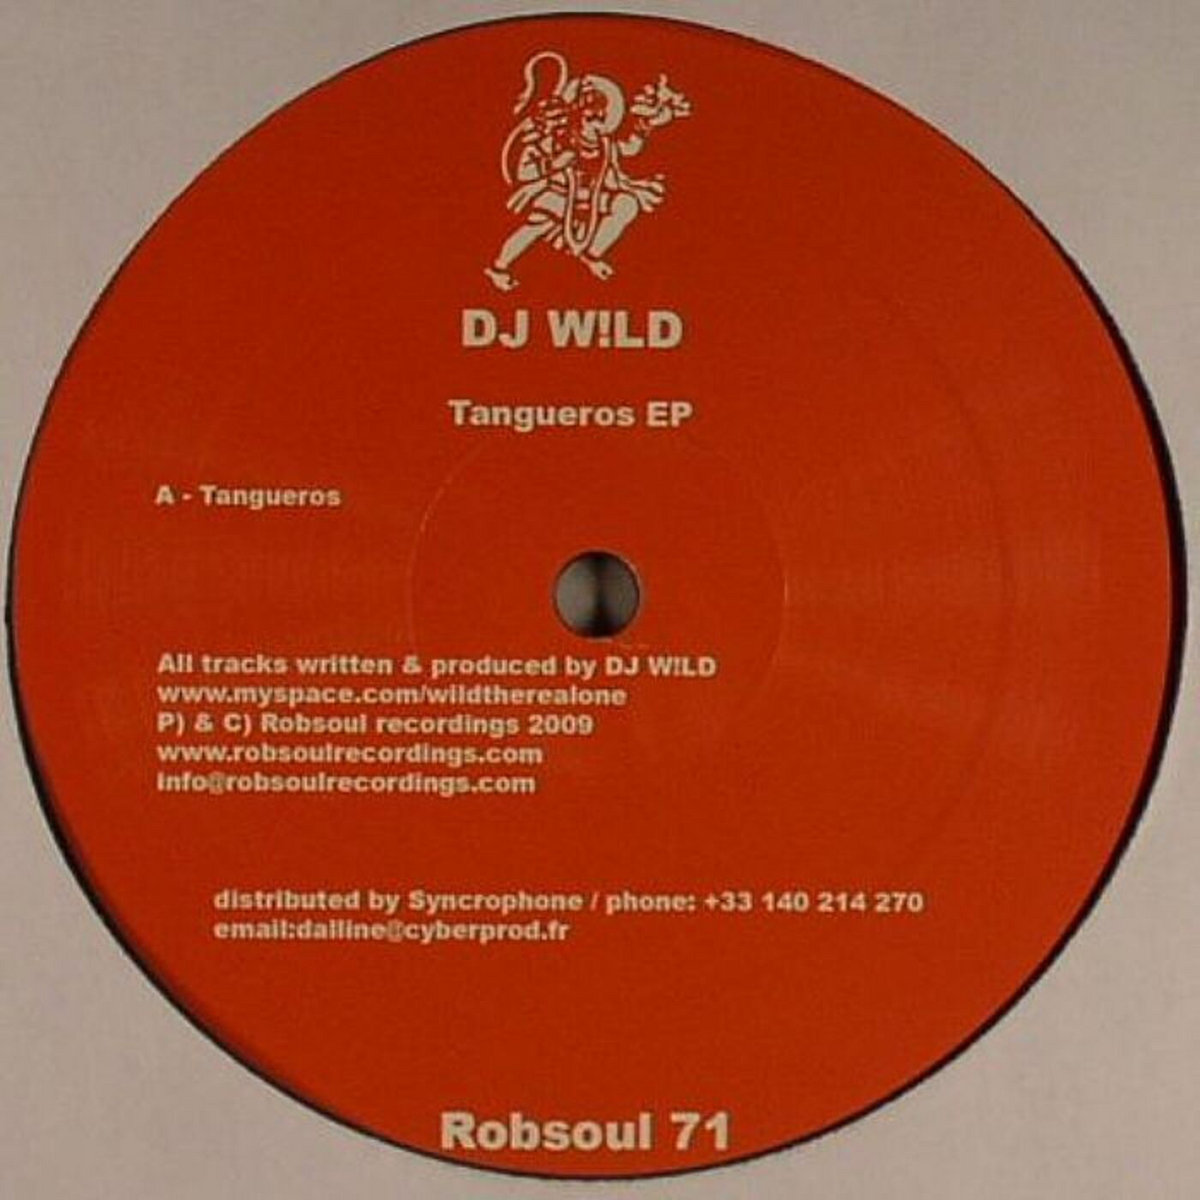 DJ W!LD
Tangueros EP
A - Tangueros
All tracks written & produced by DJ W!LD
www.myspace.com/wildtherealone
P) & C) Robsoul recordings 2009
www.robsoulrecordings.com
info@robsoulrecordings.com
distributed by Syncrophone / phone: +33 140 214 270
email:dalline@cyberprod.fr
Robsoul 71